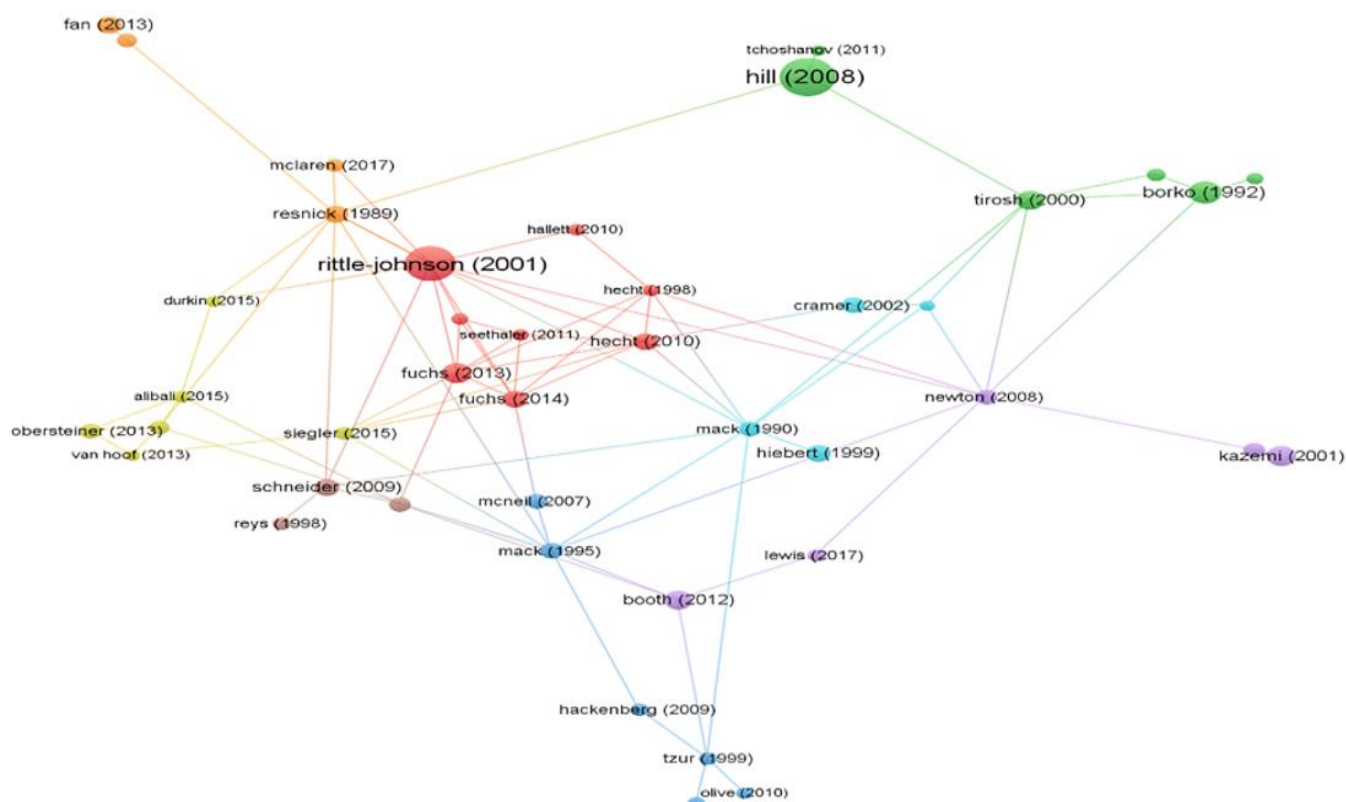 fan (2013)
tchoshanov (2011)
hill (2008)
mclaren (2017)
resnick (1989)
tirosh (2000)
borko (1992)
hallett (2010)
rittle-johnson (2001)
hecht (1998)
durkin (2015)
cramer (2002)
seethaler (2011)
hecht (2010)
fuchs (2013)
fuchs (2014)
alibali (2015)
newton (2008)
obersteiner (2013)
siegler (2015)
mack (1990)
van hoof (2013)
hiebert (1999)
kazemi (2001)
schneider (2009)
mcneil (2007)
reys (1998)
mack (1995)
lewis (2017)
booth (2012)
hackenberg (2009)
tzur (1999)
olive (2010)